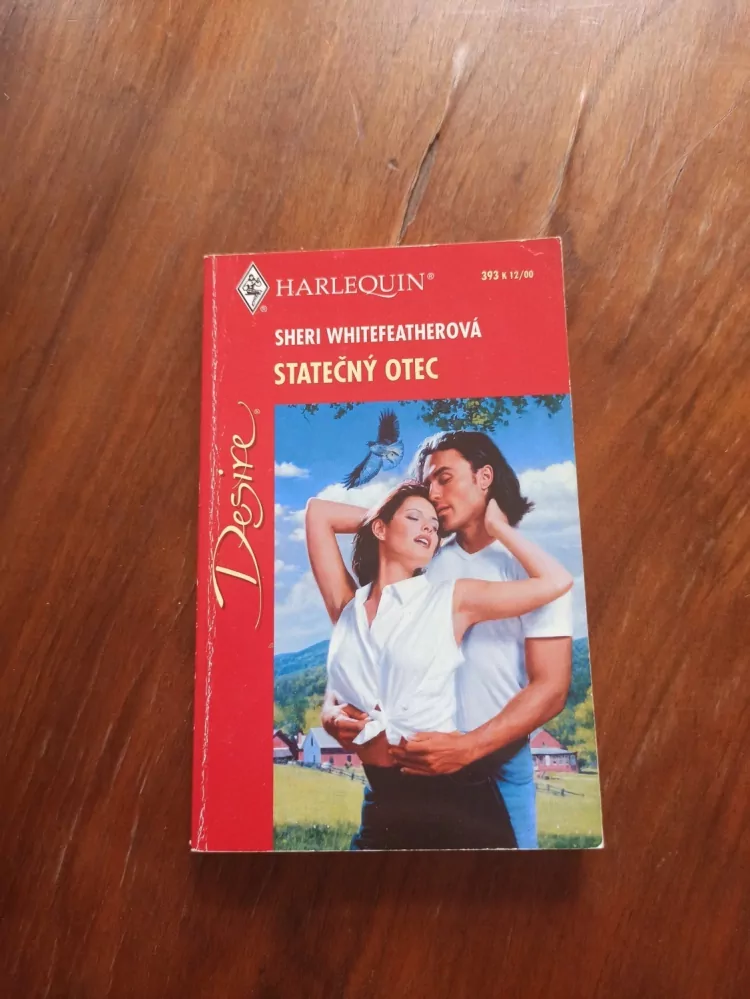 HARLEQUIN®
393 K 12/00
SHERI WHITEFEATHEROVÁ
STATEČNÝ OTEC
Desire®